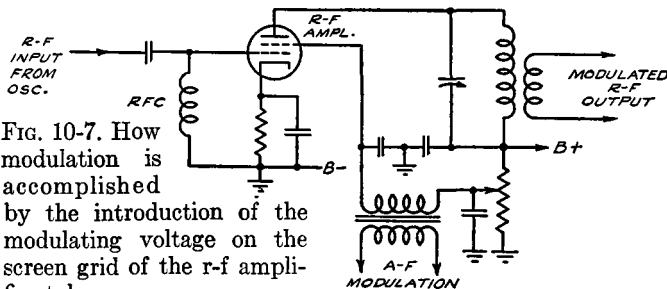 R-F
INPUT
FROM
OSC.
RFC
R-F
AMPL.
MODULATED
R-F
OUTPUT
B-
B+
A-F
MODULATION
FIG. 10-7. How
modulation is
accomplished
by the introduction of the
modulating voltage on the
screen grid of the r-f ampli-